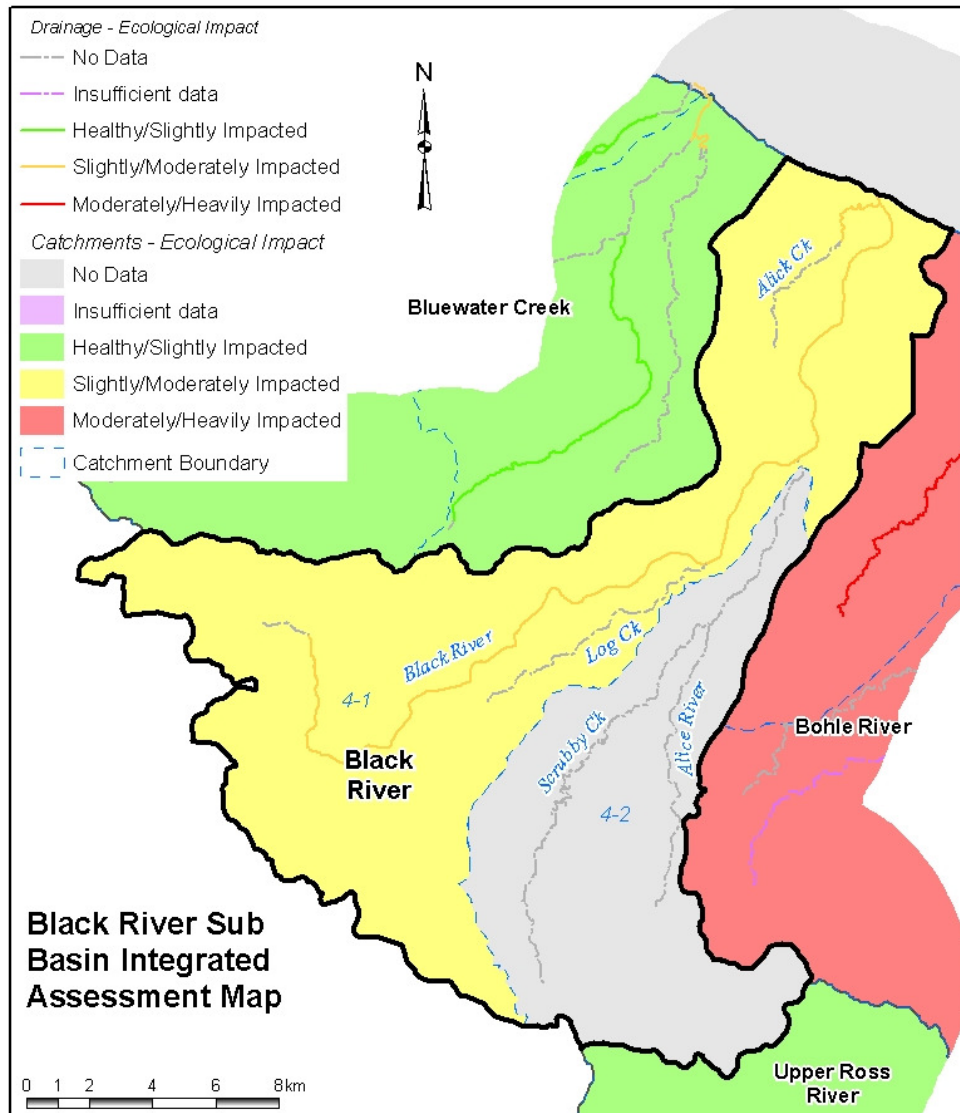 Drainage - Ecological Impact
No Data
Insufficient data
Healthy/Slightly Impacted
Slightly/Moderately Impacted
Moderately/Heavily Impacted
Catchments - Ecological Impact
No Data
Insufficient data
Healthy/Slightly Impacted
Slightly/Moderately Impacted
Moderately/Heavily Impacted
Catchment Boundary
N
Alick Ck
Bluewater Creek
Black River
Log Ck
4-1
Black
River
Scrubby Ck
Alice River
Bohle River
4-2
Black River Sub
Basin Integrated
Assessment Map
Upper Ross
River
0 1 2 4 6 8 km